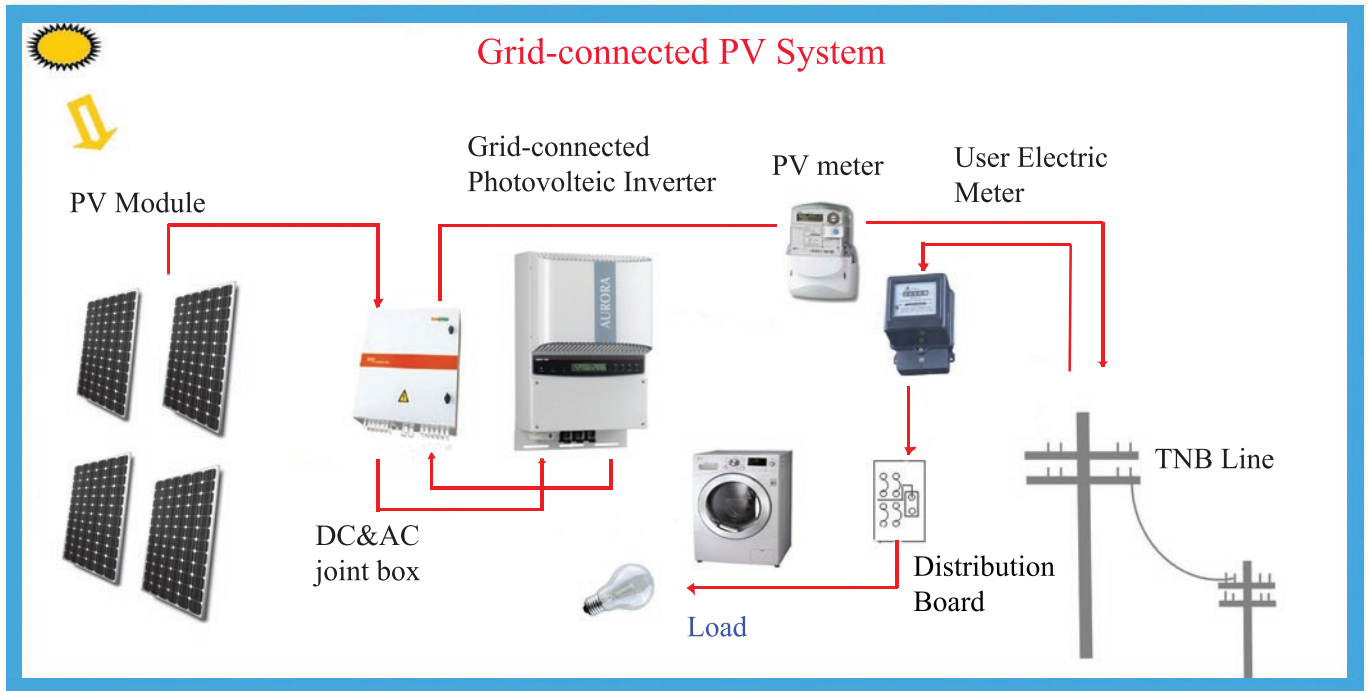 Grid-connected PV System
Grid-connected
Photovolteic Inverter
PV meter
User Electric
Meter
PV Module
AURORA
TNB Line
DC&AC
joint box
Distribution
Board
Load